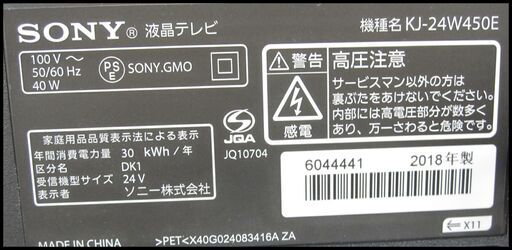 SONY® 液晶テレビ
機種名 KJ-24W450E
100V~
50/60 Hz
40 W
PS
E
SONY.GMO
警告
感電
高圧注意
サービスマン以外の方は
裏ぶたをあけないでください。
内部には高電圧部分が数多く
あり、万一さわると危険です。
JQA
JQ10704
家庭用品品質表示法による表示
年間消費電力量 30 kWh/年
区分名 DK1
受信機型サイズ 24V
表示者 ソニー株式会社
6044441
2018年製
X11
>PET<X40G024083416A ZA
MADE IN CHINA